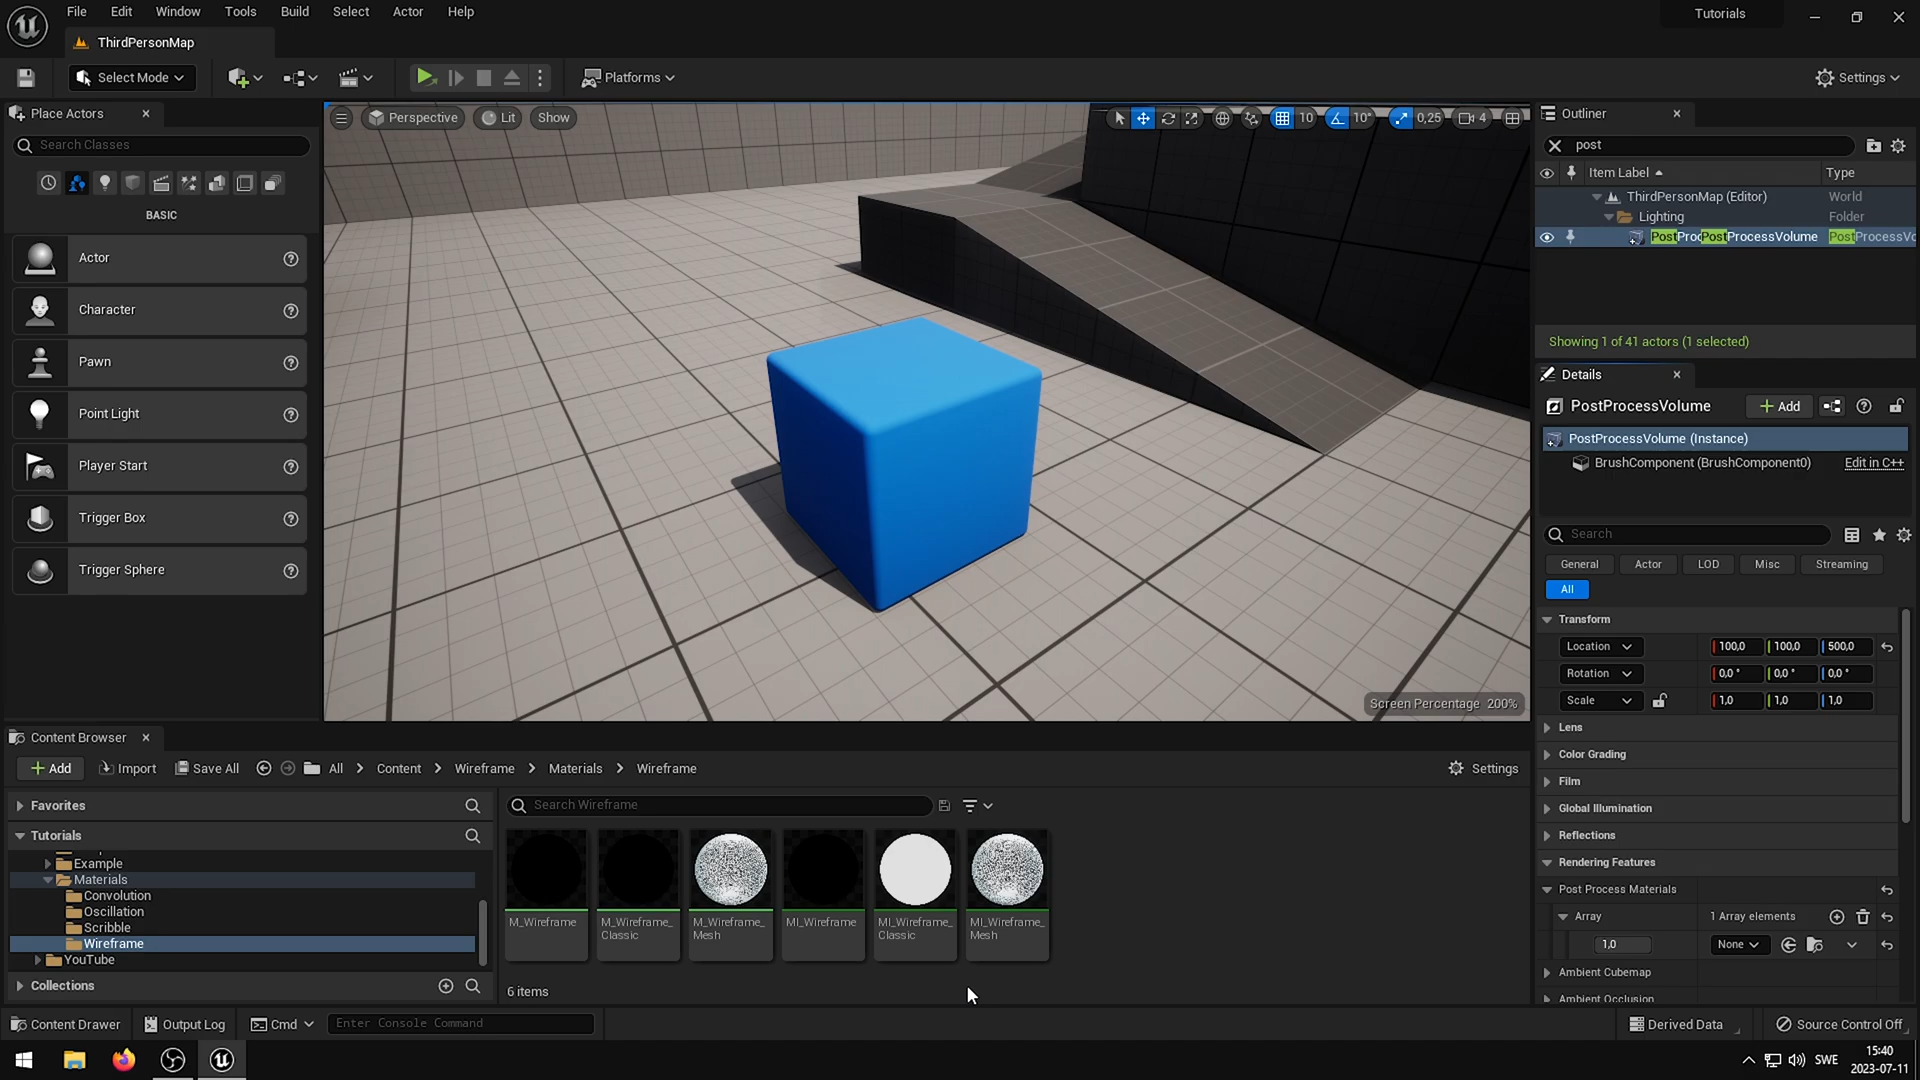 File Edit Window Tools Build Select Actor Help
Tutorials
ThirdPersonMap
Select Mode
Platforms
Settings
Place Actors
Search Classes
BASIC
Actor
Character
Pawn
Point Light
Player Start
Trigger Box
Trigger Sphere
Perspective Lit Show
10 10° 0,25 4
Screen Percentage 200%
Outliner
post
Item Label Type
ThirdPersonMap (Editor) World
Lighting Folder
PostProcPostProcessVolume PostProcessVo
Showing 1 of 41 actors (1 selected)
Details
PostProcessVolume
Add
PostProcessVolume (Instance)
BrushComponent (BrushComponent0) Edit in C++
Search
General Actor LOD Misc Streaming
All
Transform
Location 100,0 100,0 500,0
Rotation 0,0 ° 0,0 ° 0,0 °
Scale 1,0 1,0 1,0
Lens
Color Grading
Film
Global Illumination
Reflections
Rendering Features
Post Process Materials
Array 1 Array elements
1,0 None
Ambient Cubemap
Ambient Occlusion
Content Browser
Add Import Save All All Content Wireframe Materials Wireframe Settings
Favorites
Tutorials
Example
Materials
Convolution
Oscillation
Scribble
Wireframe
YouTube
Collections
Search Wireframe
M_Wireframe
M_Wireframe_
Classic
M_Wireframe_
Mesh
MI_Wireframe
MI_Wireframe_
Classic
MI_Wireframe_
Mesh
6 items
Content Drawer Output Log Cmd Enter Console Command
Derived Data Source Control Off
SWE
15:40
2023-07-11